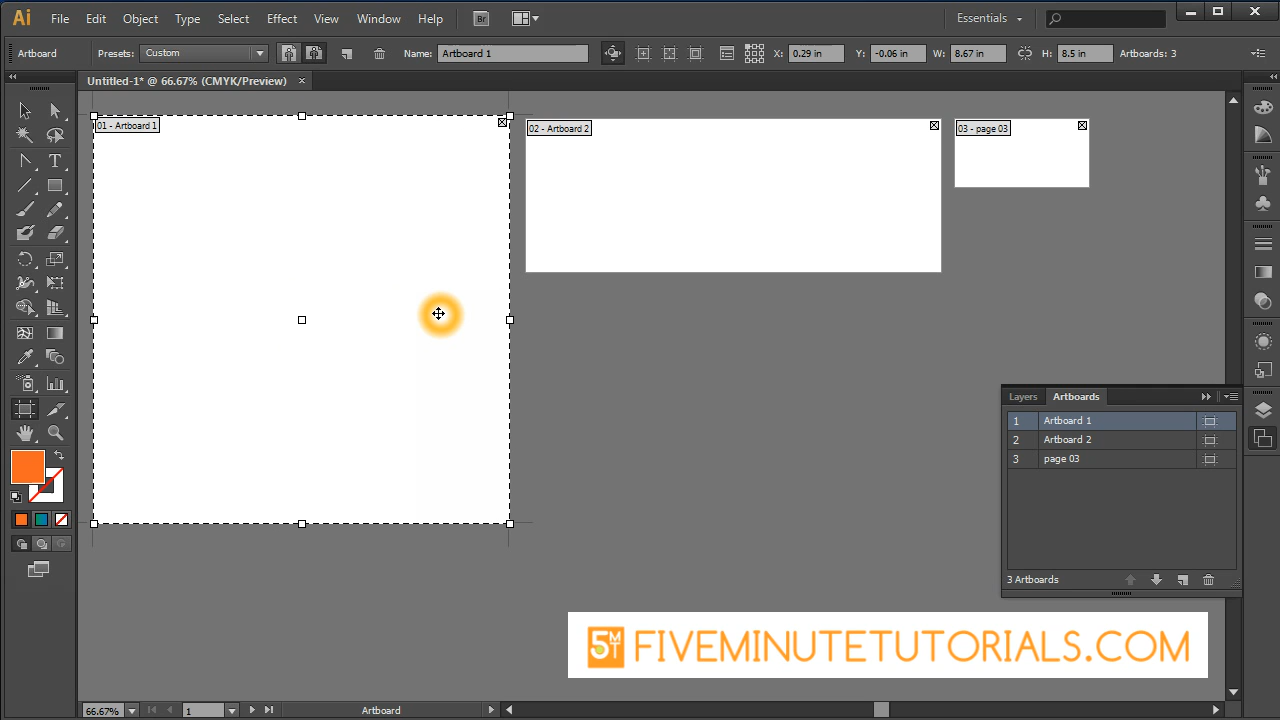 Ai File Edit Object Type Select Effect View Window Help Br Essentials
Artboard Presets: Custom Name: Artboard 1 X: 0.29 in Y: -0.06 in W: 8.67 in H: 8.5 in Artboards: 3
Untitled-1* @ 66.67% (CMYK/Preview)
01 - Artboard 1
02 - Artboard 2
03 - page 03
T
Layers Artboards
1 Artboard 1
2 Artboard 2
3 page 03
3 Artboards
5MT FIVEMINUTETUTORIALS.COM
66.67% 1 Artboard